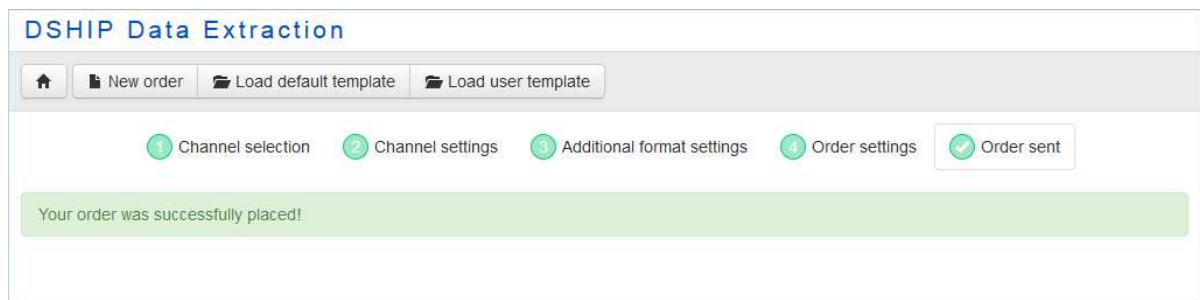 DSHIP Data Extraction
New order Load default template Load user template
1 Channel selection 2 Channel settings 3 Additional format settings 4 Order settings Order sent
Your order was successfully placed!